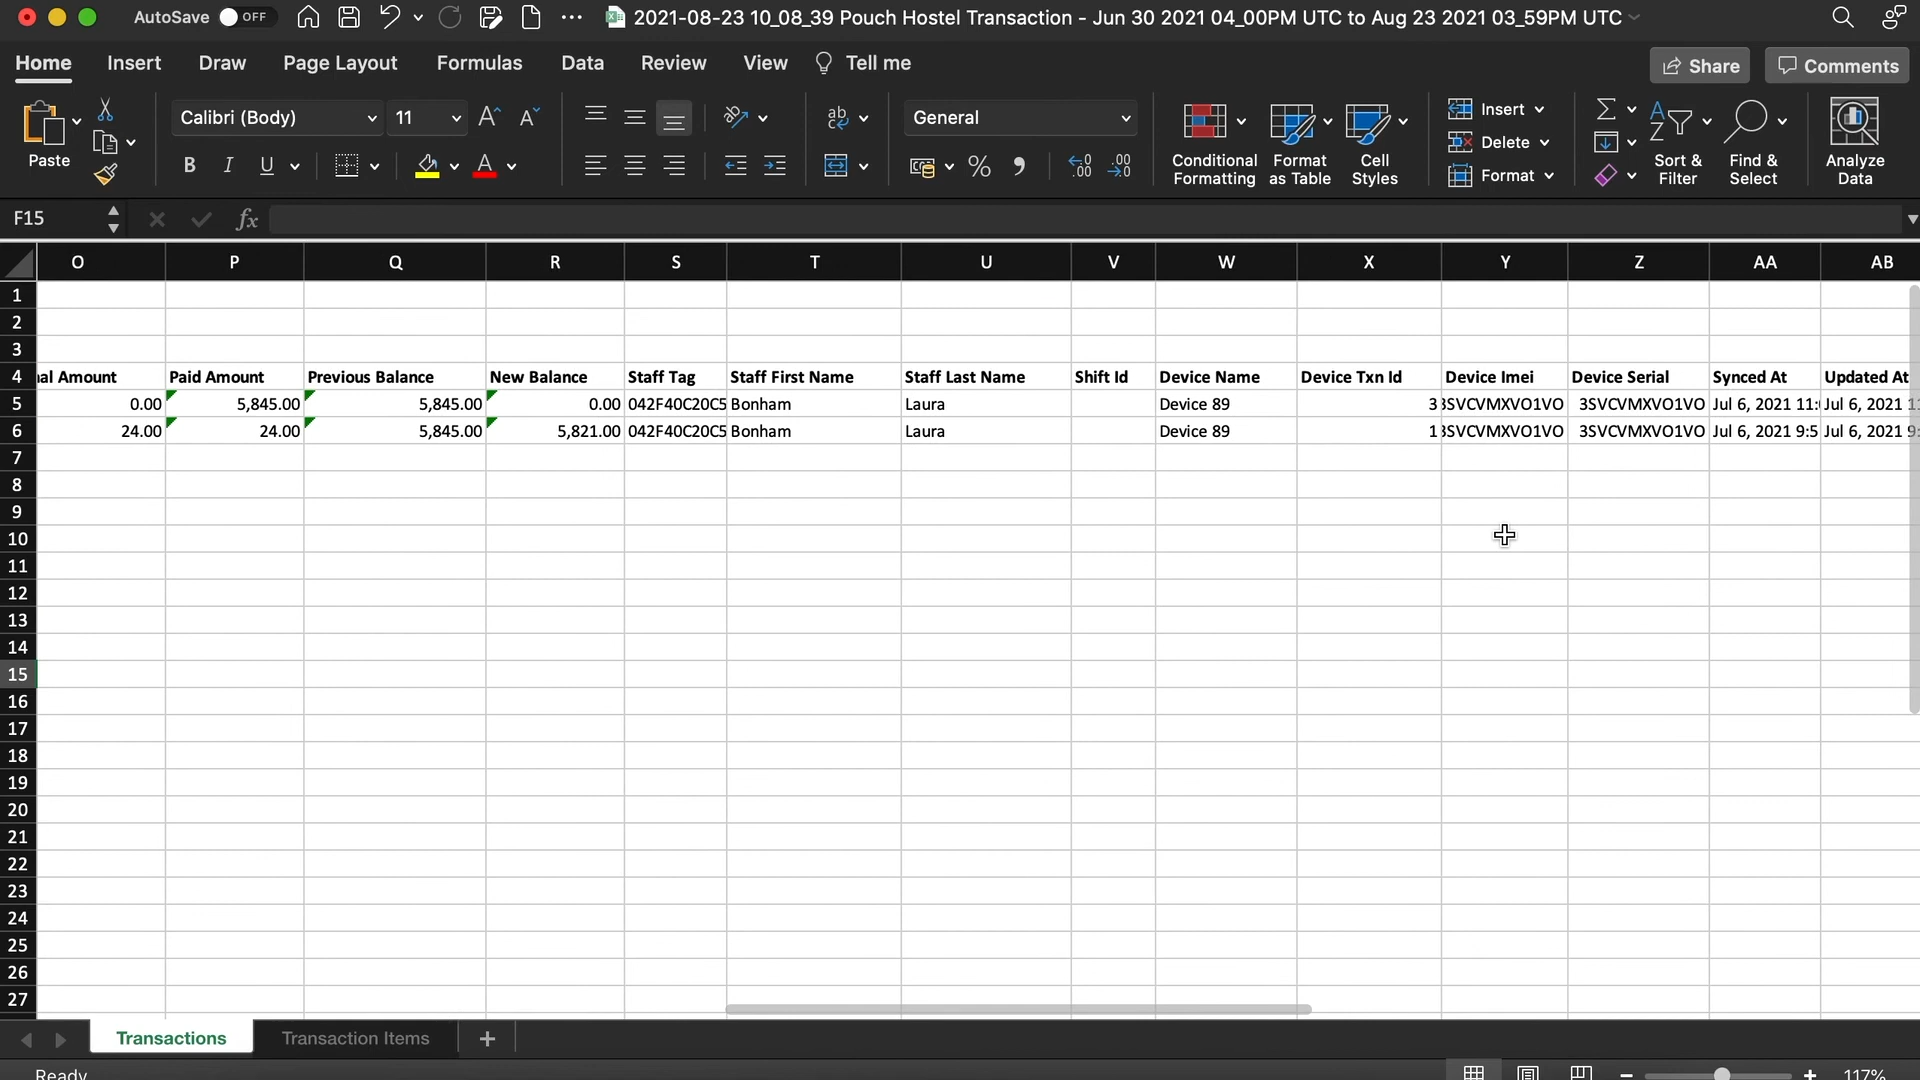 AutoSave OFF 2021-08-23 10_08_39 Pouch Hostel Transaction - Jun 30 2021 04_00PM UTC to Aug 23 2021 03_59PM UTC
Home Insert Draw Page Layout Formulas Data Review View Tell me Share Comments
Paste Calibri (Body) 11 General Insert
B I U Delete
Conditional Formatting Format as Table Cell Styles Format Sort & Filter Find & Select Analyze Data
F15 fx
O P Q R S T U V W X Y Z AA AB
1
2
3
4 al Amount Paid Amount Previous Balance New Balance Staff Tag Staff First Name Staff Last Name Shift Id Device Name Device Txn Id Device Imei Device Serial Synced At Updated At
5 0.00 5,845.00 5,845.00 0.00 042F40C20C5 Bonham Laura Device 89 3 3SVCVMXVO1VO 3SVCVMXVO1VO Jul 6, 2021 11: Jul 6, 2021 11:
6 24.00 24.00 5,845.00 5,821.00 042F40C20C5 Bonham Laura Device 89 1 3SVCVMXVO1VO 3SVCVMXVO1VO Jul 6, 2021 9:5 Jul 6, 2021 9:
7
8
9
10
11
12
13
14
15
16
17
18
19
20
21
22
23
24
25
26
27
Transactions Transaction Items +
Ready 117%